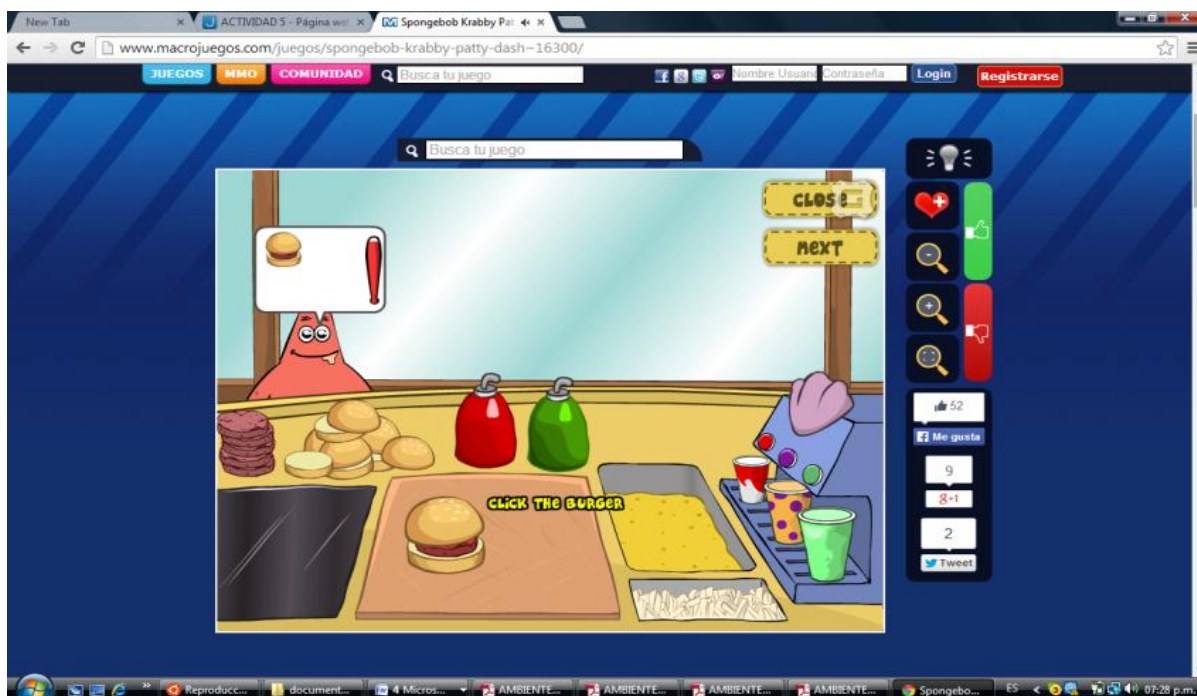 New Tab
ACTIVIDAD 5 - Página we
Spongebob Krabby Pat
www.macrojuegos.com/juegos/spongebob-krabby-patty-dash--16300/
JUEGOS MMO COMUNIDAD Busca tu juego Nombre Usuari Contraseña Login Registrarse
Busca tu juego
CLOSE
NEXT
52
Me gusta
9
g+1
CLICK THE BURGER
2
Tweet
Reproducc... document... 4 Micros... AMBIENTE... AMBIENTE... AMBIENTE... AMBIENTE... Spongebo... ES 07:28 p.m.